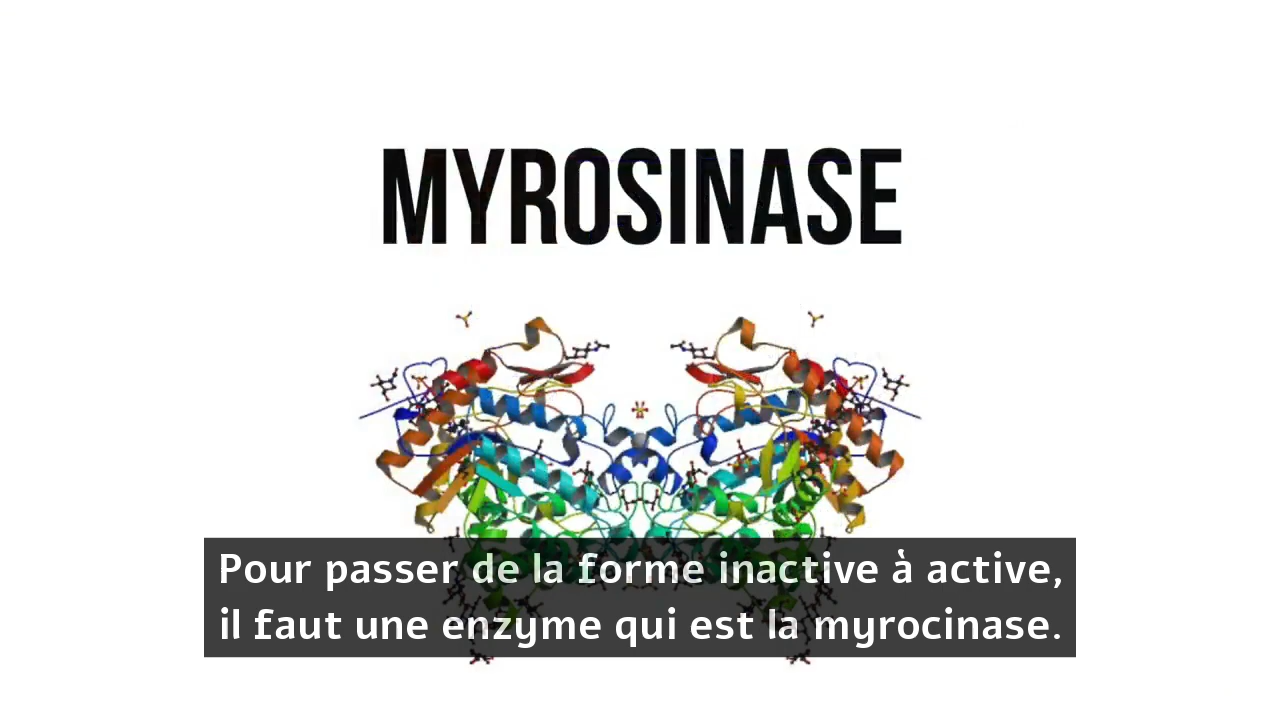 MYROSINASE
Pour passer de la forme inactive à active,
il faut une enzyme qui est la myrocinase.